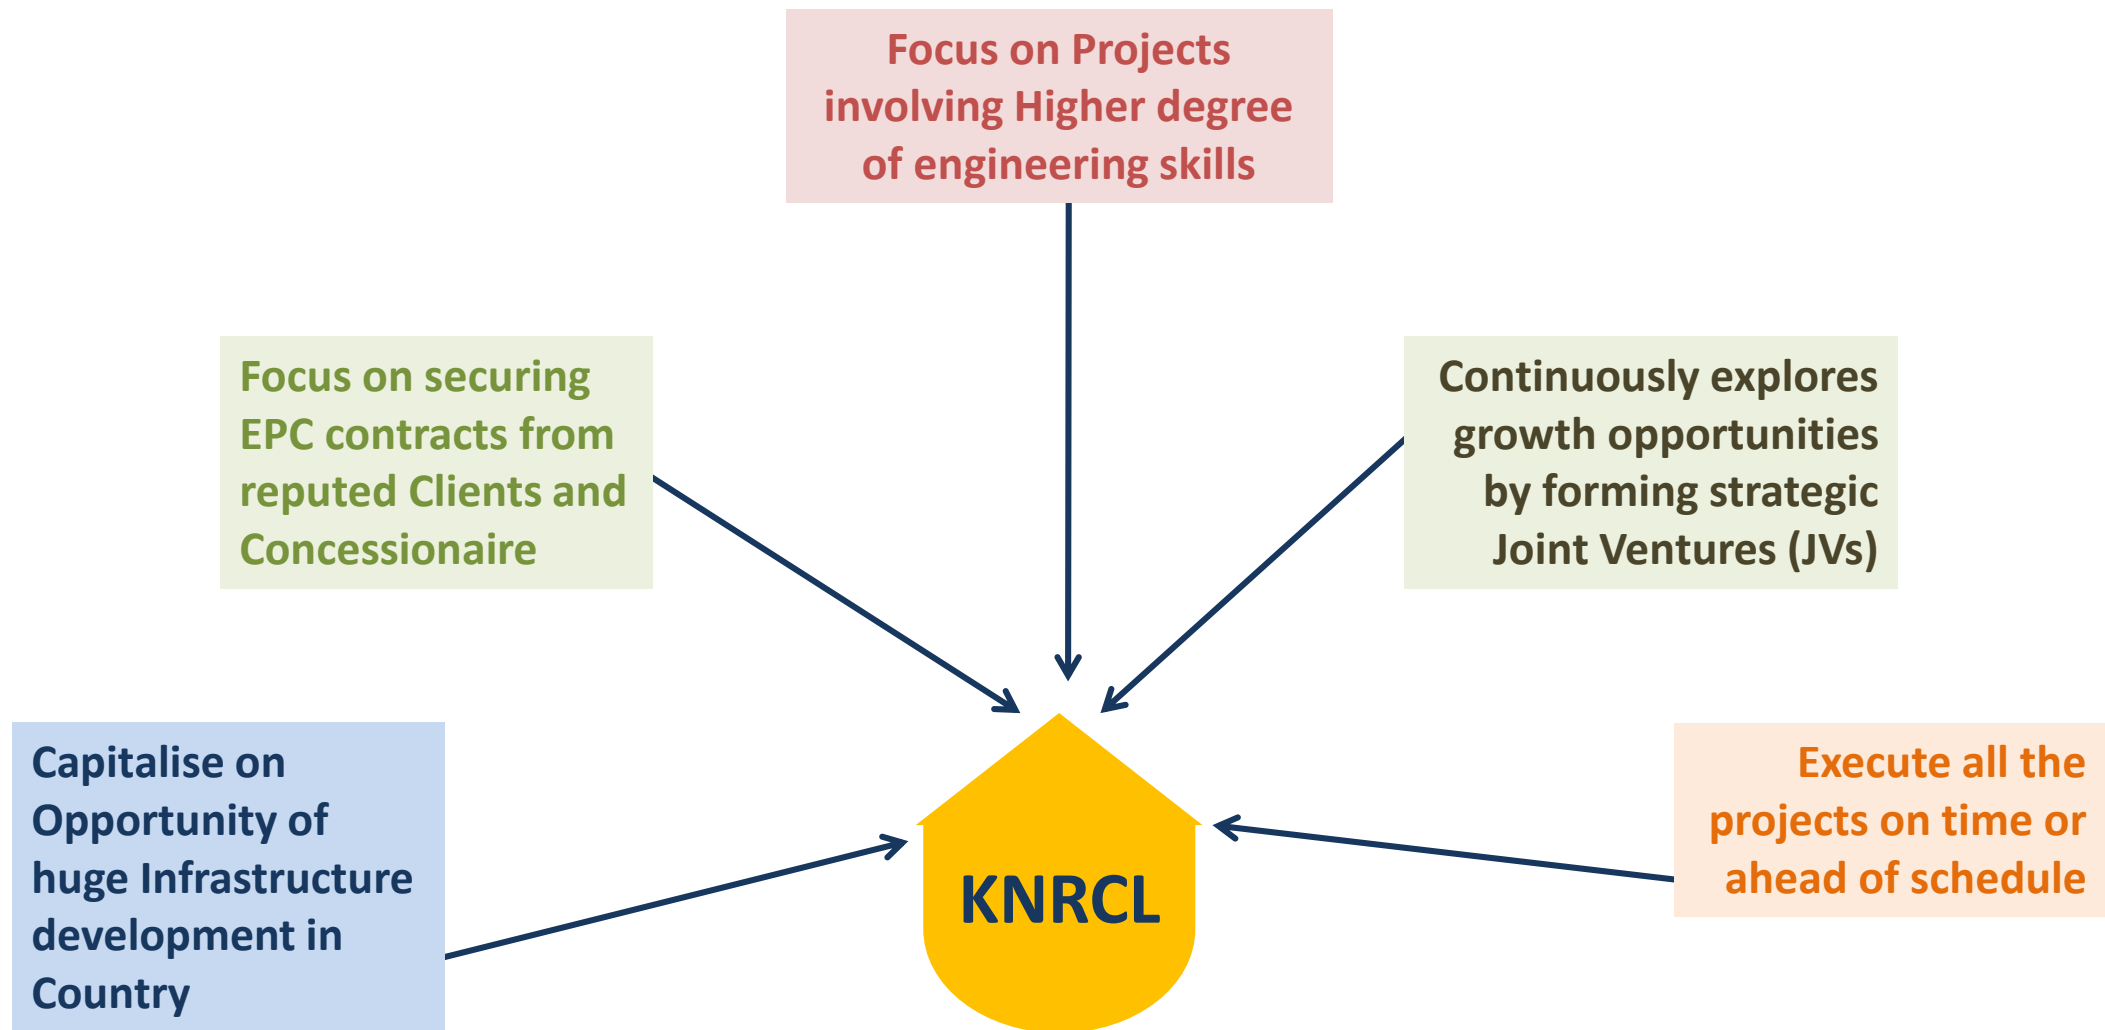 Focus on Projects
involving Higher degree
of engineering skills
Focus on securing
EPC contracts from
reputed Clients and
Concessionaire
Continuously explores
growth opportunities
by forming strategic
Joint Ventures (JVs)
Capitalise on
Opportunity of
huge Infrastructure
development in
Country
KNRCL
Execute all the
projects on time or
ahead of schedule